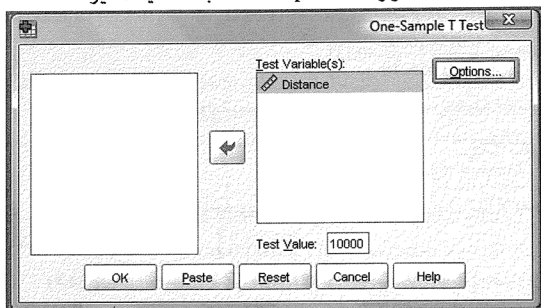 One-Sample T Test
Test Variable(s):
Distance
Options...
Test Value: 10000
OK Paste Reset Cancel Help